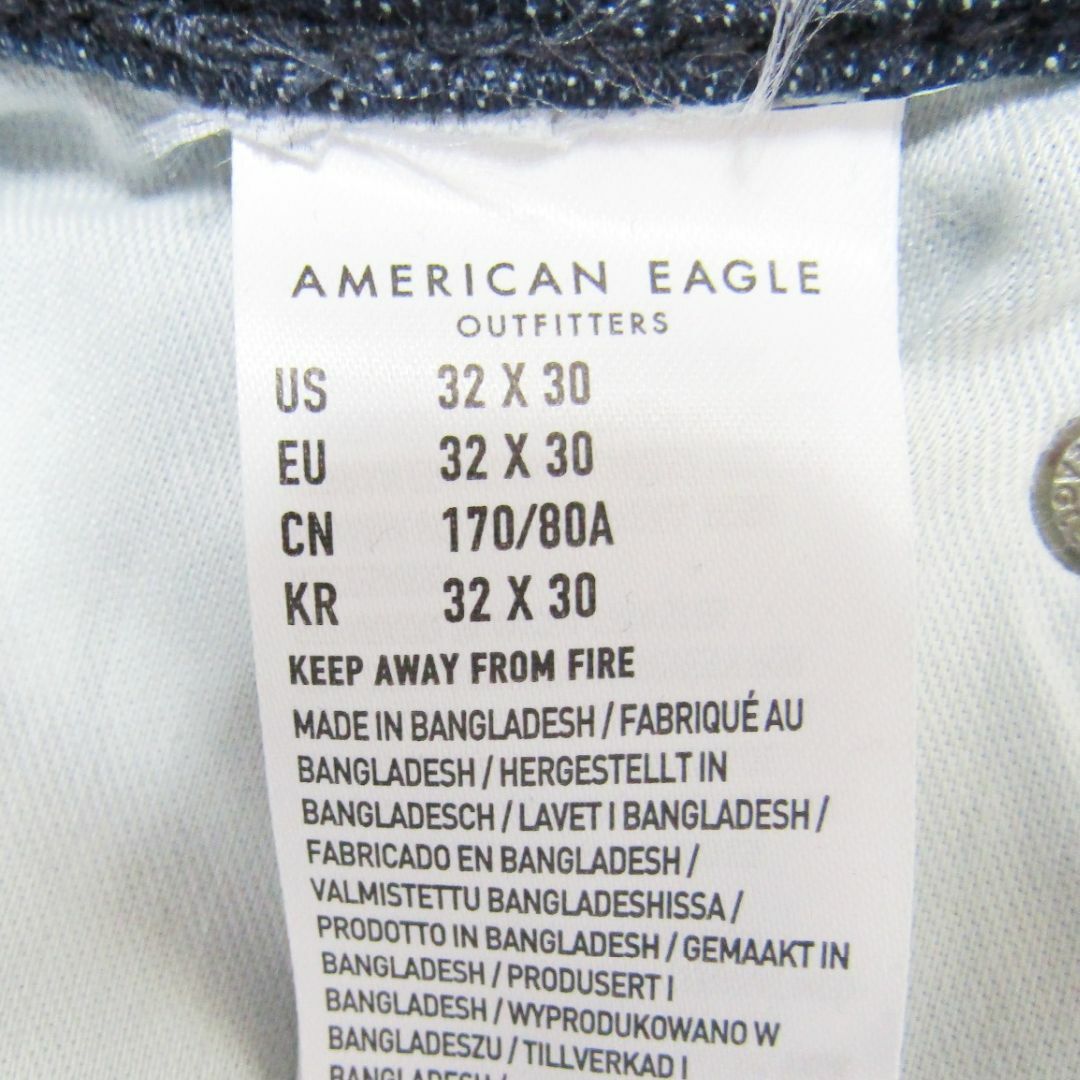 AMERICAN EAGLE
OUTFITTERS
US 32 X 30
EU 32 X 30
CN 170/80A
KR 32 X 30
KEEP AWAY FROM FIRE
MADE IN BANGLADESH / FABRIQUÉ AU
BANGLADESH / HERGESTELLT IN
BANGLADESCH / LAVET I BANGLADESH /
FABRICADO EN BANGLADESH /
VALMISTETTU BANGLADESHISSA /
PRODOTTO IN BANGLADESH / GEMAAKT IN
BANGLADESH / PRODUSERT I
BANGLADESH / WYPRODUKOWANO W
BANGLADESZU / TILLVERKAD I
BANGLADESH /